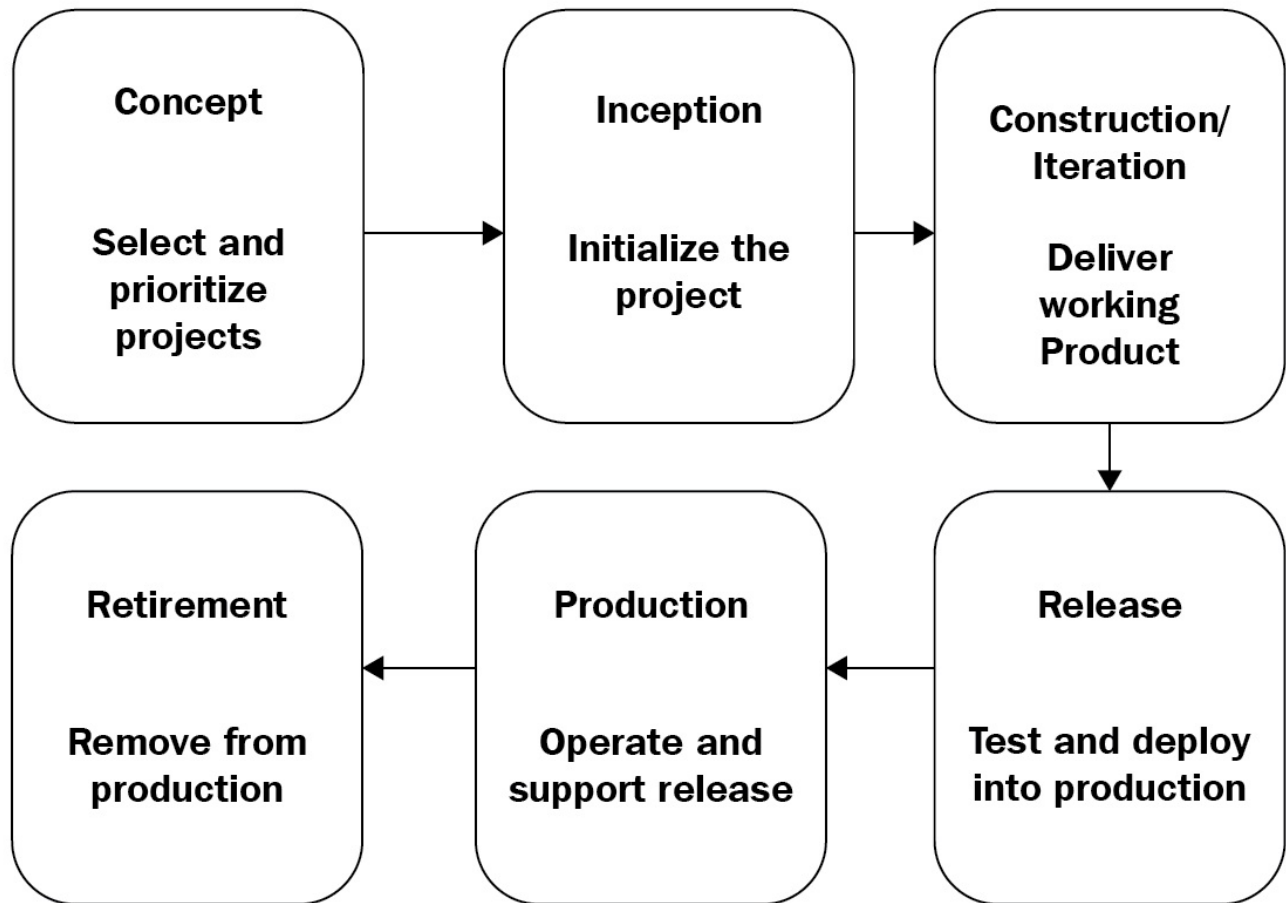 Concept
Select and
prioritize
projects
Inception
Initialize the
project
Construction/
Iteration
Deliver
working
Product
Retirement
Remove from
production
Production
Operate and
support release
Release
Test and deploy
into production